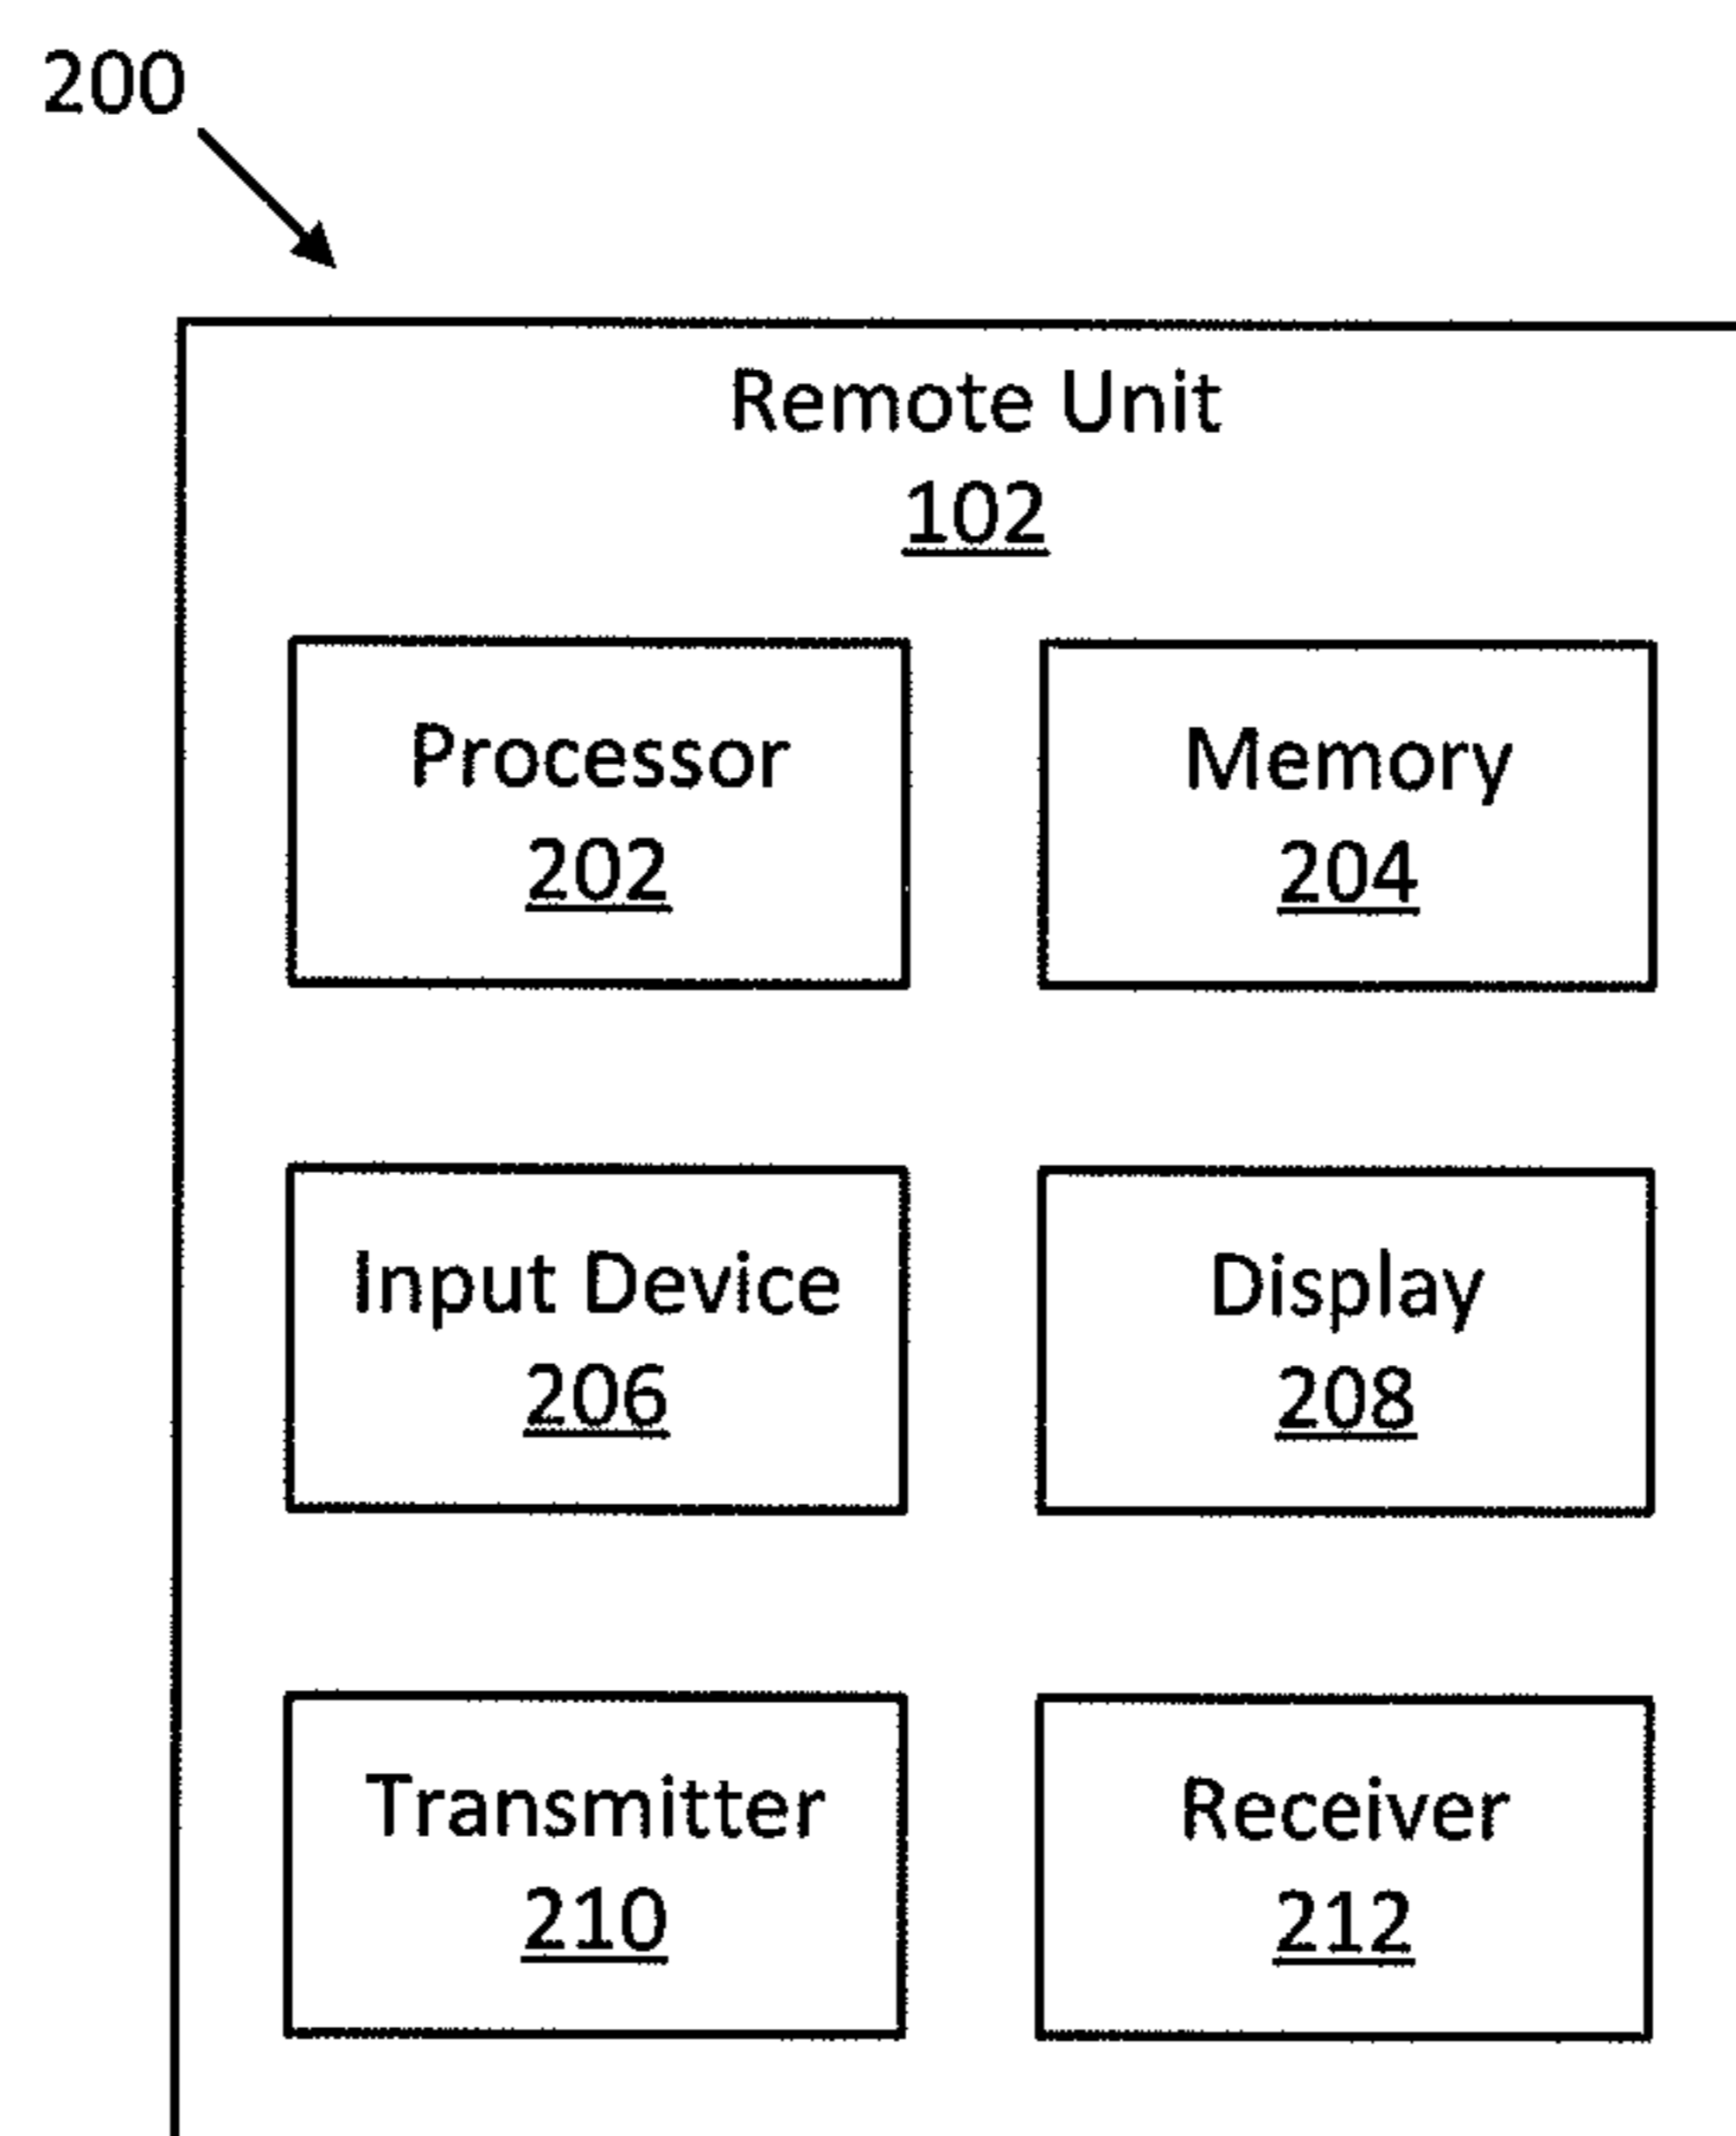 200
Remote Unit
102
Processor
202
Memory
204
Input Device
206
Display
208
Transmitter
210
Receiver
212